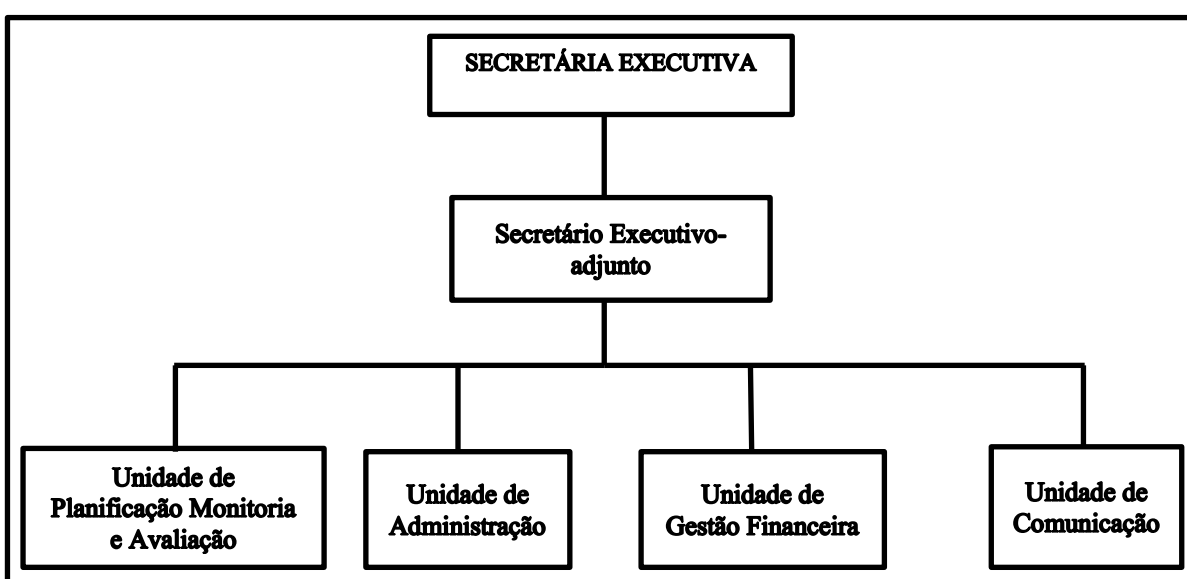 SECRETÁRIA EXECUTIVA
Secretário Executivo-
adjunto
Unidade de
Planificação Monitoria
e Avaliação
Unidade de
Administração
Unidade de
Gestão Financeira
Unidade de
Comunicação